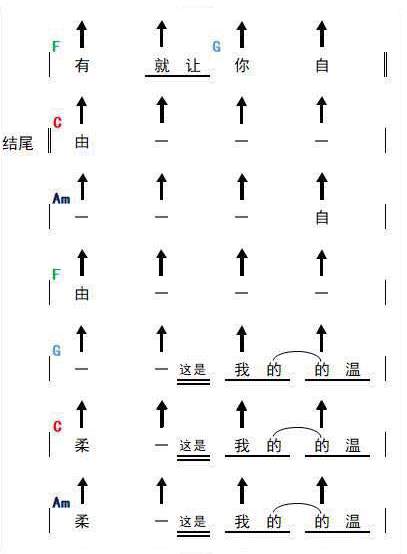 F G
有 就 让 你 自
C
结尾 由 — — —
Am
— — — 自
F
由 — — —
G
— — 这是 我 的 的 温
C
柔 — 这是 我 的 的 温
Am
柔 — 这是 我 的 的 温